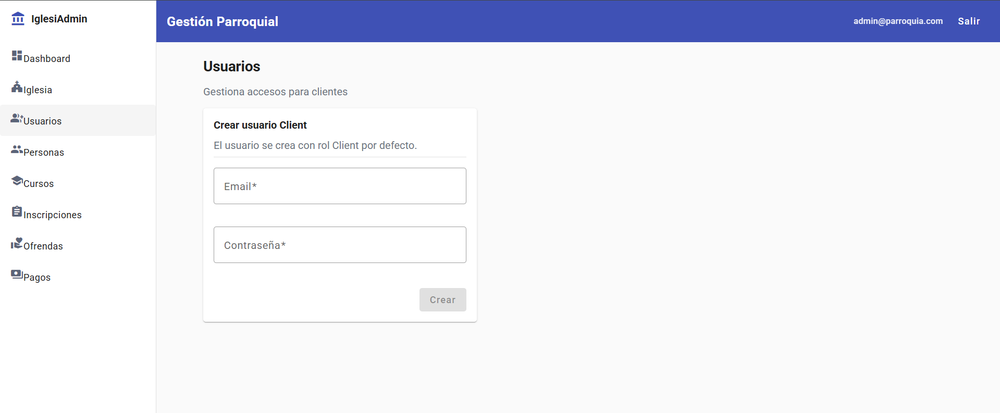 IglesiAdmin
Gestión Parroquial
admin@parroquia.com
Salir
Dashboard
Iglesia
Usuarios
Personas
Cursos
Inscripciones
Ofrendas
Pagos
Usuarios
Gestiona accesos para clientes
Crear usuario Client
El usuario se crea con rol Client por defecto.
Email*
Contraseña*
Crear